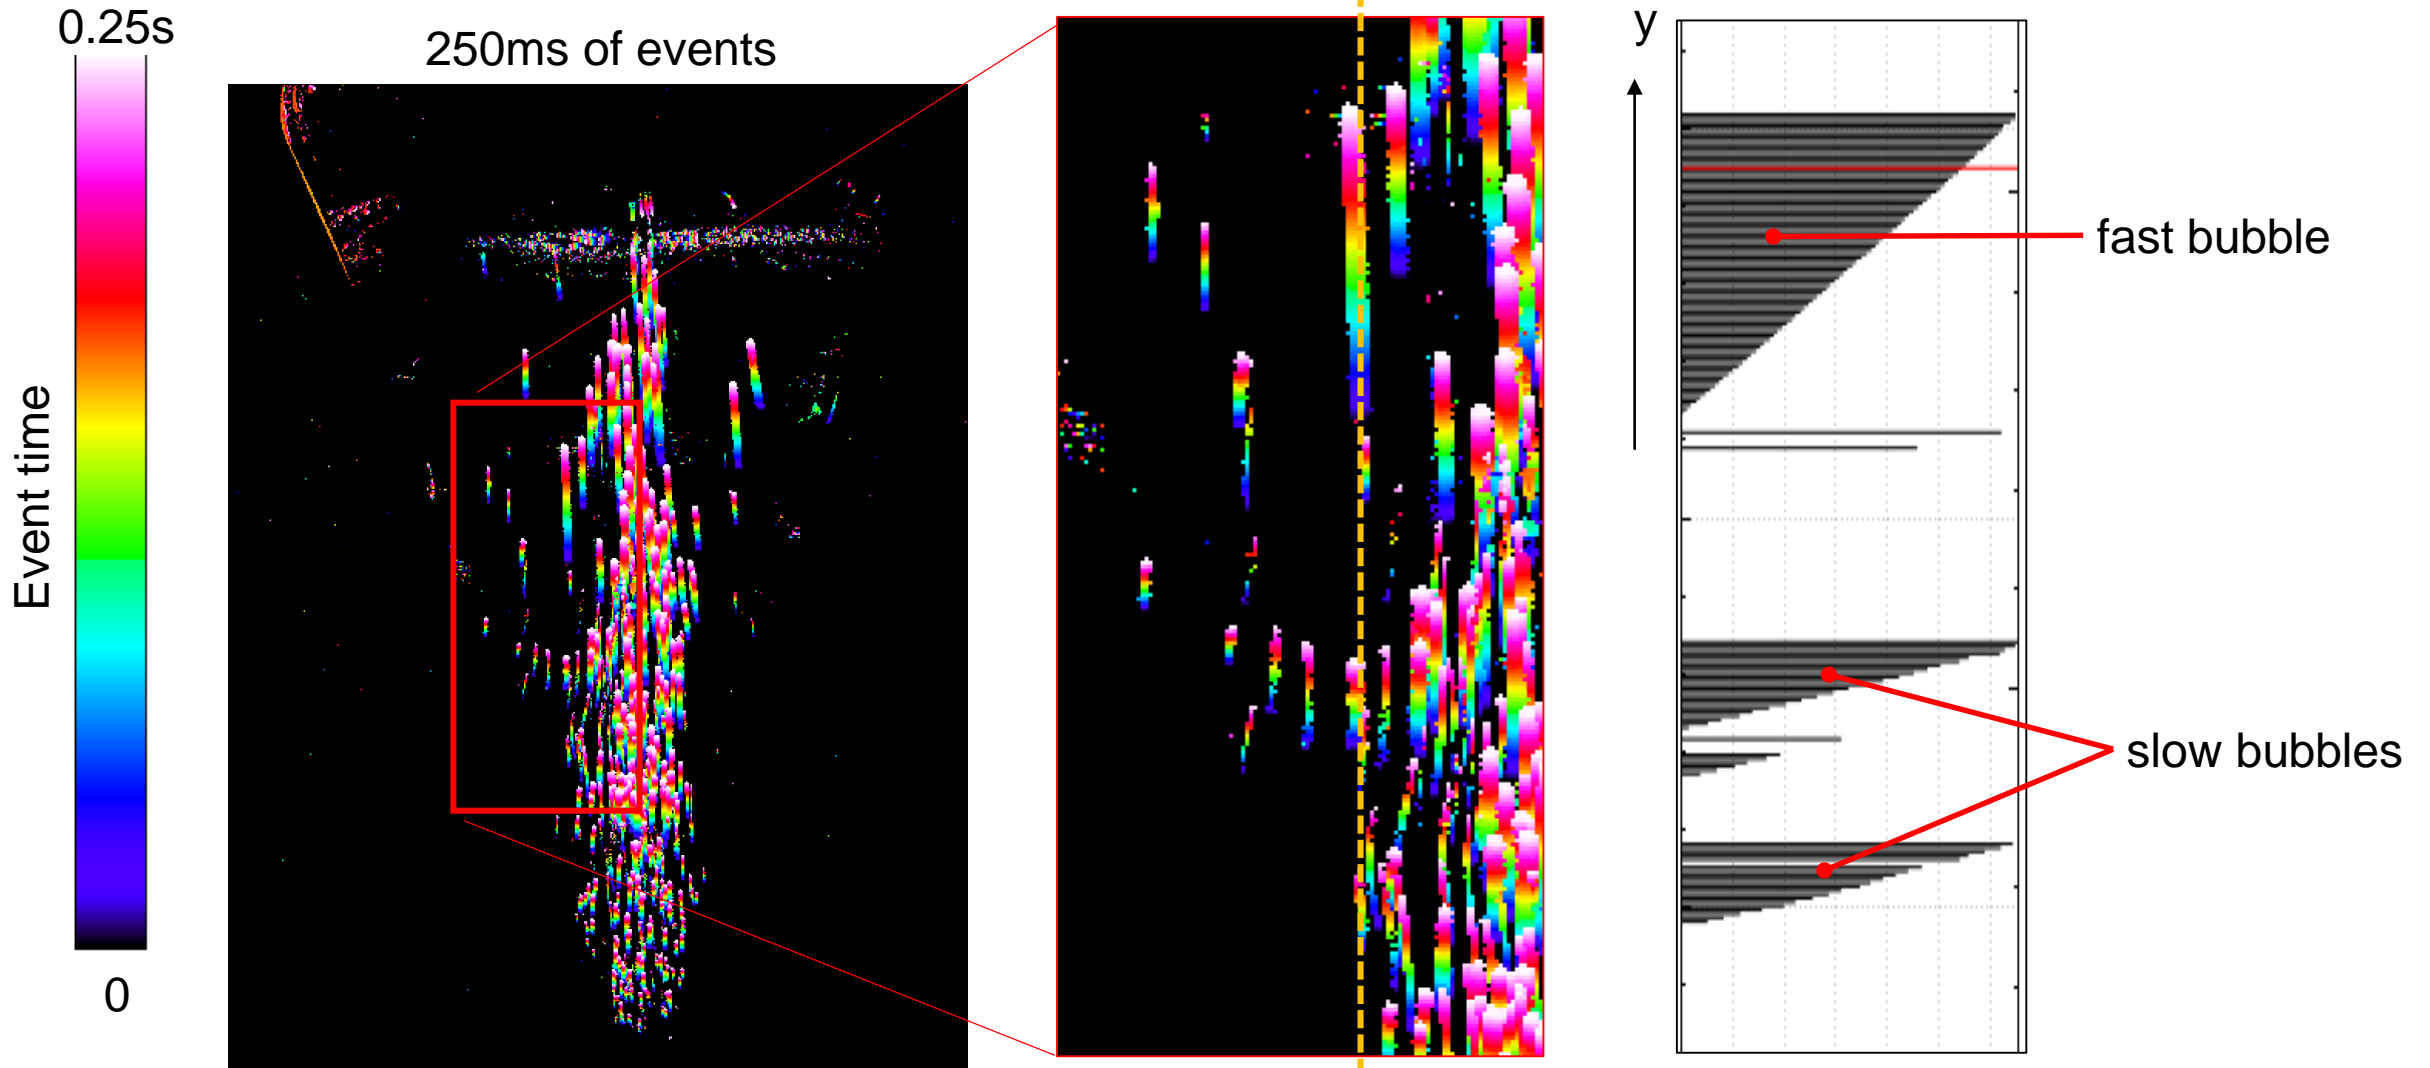 0.25s
250ms of events
Event time
0
y
fast bubble
slow bubbles